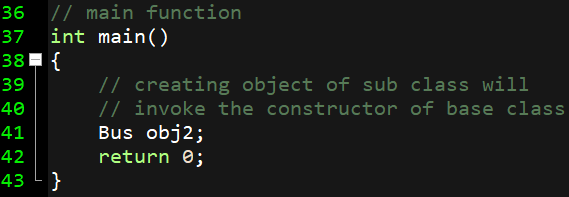 36 // main function
37 int main()
38 {
39 // creating object of sub class will
40 // invoke the constructor of base class
41 Bus obj2;
42 return 0;
43 }